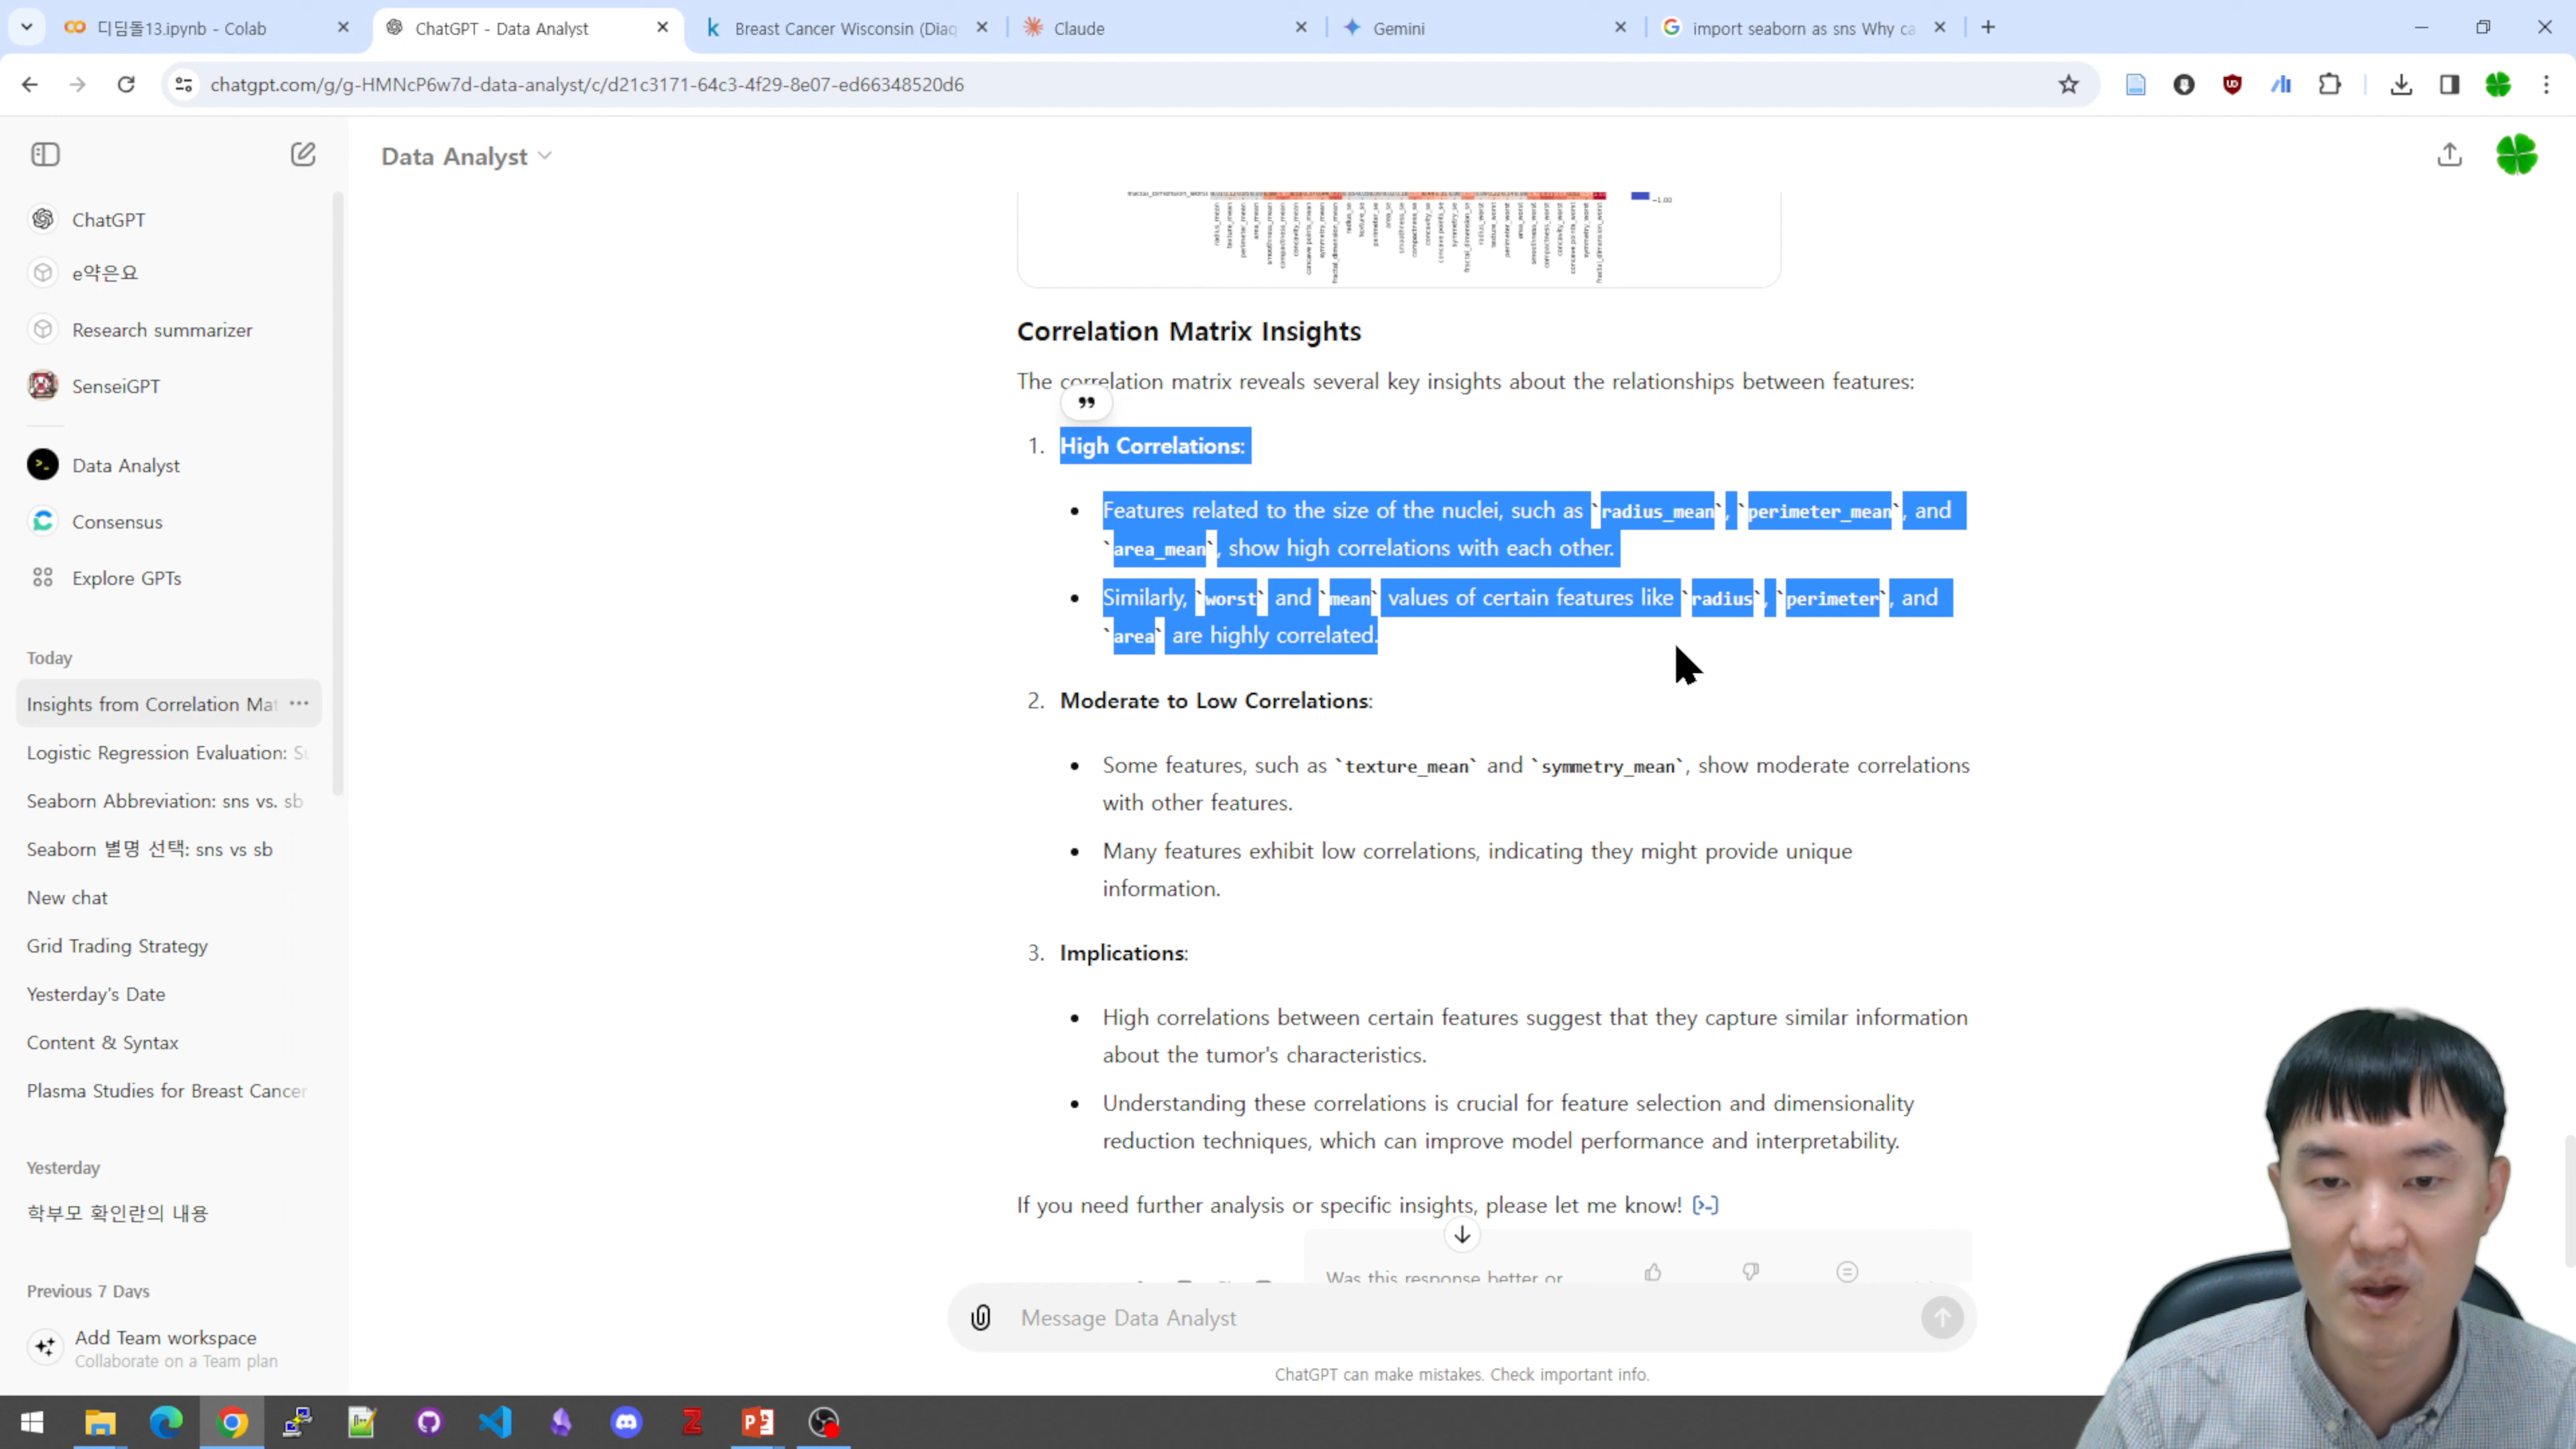 디딤돌13.ipynb - Colab
ChatGPT - Data Analyst
Breast Cancer Wisconsin (Diag
Claude
Gemini
import seaborn as sns Why ca
chatgpt.com/g/g-HMNcP6w7d-data-analyst/c/d21c3171-64c3-4f29-8e07-ed66348520d6
ChatGPT
e약은요
Research summarizer
SenseiGPT
Data Analyst
Consensus
Explore GPTs
Today
Insights from Correlation Mat
Logistic Regression Evaluation: Su
Seaborn Abbreviation: sns vs. sb
Seaborn 별명 선택: sns vs sb
New chat
Grid Trading Strategy
Yesterday's Date
Content & Syntax
Plasma Studies for Breast Cancer
Yesterday
학부모 확인란의 내용
Previous 7 Days
Add Team workspace
Collaborate on a Team plan
Data Analyst
-1.00
Correlation Matrix Insights
The correlation matrix reveals several key insights about the relationships between features:
1. High Correlations:
• Features related to the size of the nuclei, such as `radius_mean`, `perimeter_mean`, and
`area_mean`, show high correlations with each other.
• Similarly, `worst` and `mean` values of certain features like `radius`, `perimeter`, and
`area` are highly correlated.
2. Moderate to Low Correlations:
• Some features, such as `texture_mean` and `symmetry_mean`, show moderate correlations
with other features.
• Many features exhibit low correlations, indicating they might provide unique
information.
3. Implications:
• High correlations between certain features suggest that they capture similar information
about the tumor's characteristics.
• Understanding these correlations is crucial for feature selection and dimensionality
reduction techniques, which can improve model performance and interpretability.
If you need further analysis or specific insights, please let me know! [>-]
Was this response better or
Message Data Analyst
ChatGPT can make mistakes. Check important info.